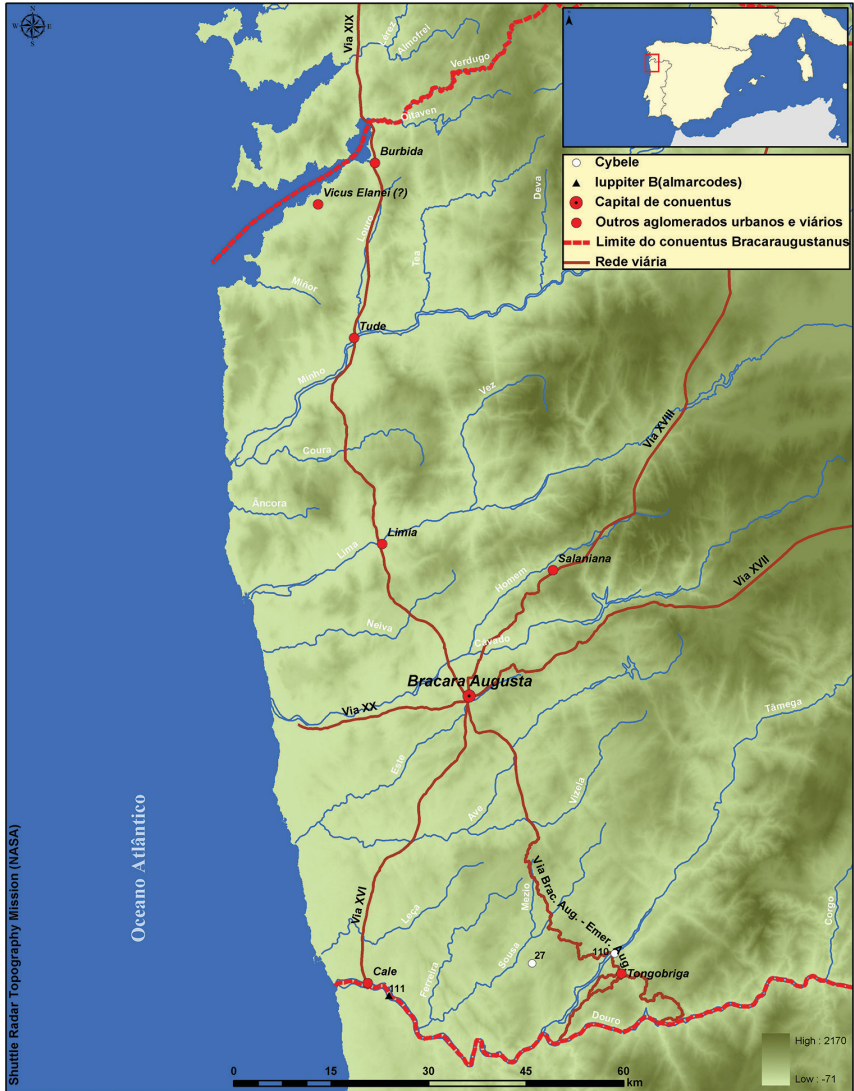 N
W
E
S
Via XIX
Lérez
Almofrei
Verdugo
Oitaven
Burbida
Vicus Elanei (?)
Louro
Tea
Deva
Miñor
Tude
Minho
Vez
Coura
Via XVIII
Âncora
Limia
Lima
Salaniana
Homem
Via XVII
Neiva
Cavado
Bracara Augusta
Via XX
Este
Tâmega
Ave
Vizela
Oceano Atlântico
Via XVI
Leça
Mezio
Via Brac. Aug. - Emer. Aug.
Ferreira
Sousa
27
110
Corgo
Cale
111
Tongobriga
Douro
Cybele
Iuppiter B(almarcodes)
Capital de conuentus
Outros aglomerados urbanos e viários
Limite do conuentus Bracaraugustanus
Rede viária
Shuttle Radar Topography Mission (NASA)
0 15 30 45 60
km
High : 2170
Low : -71